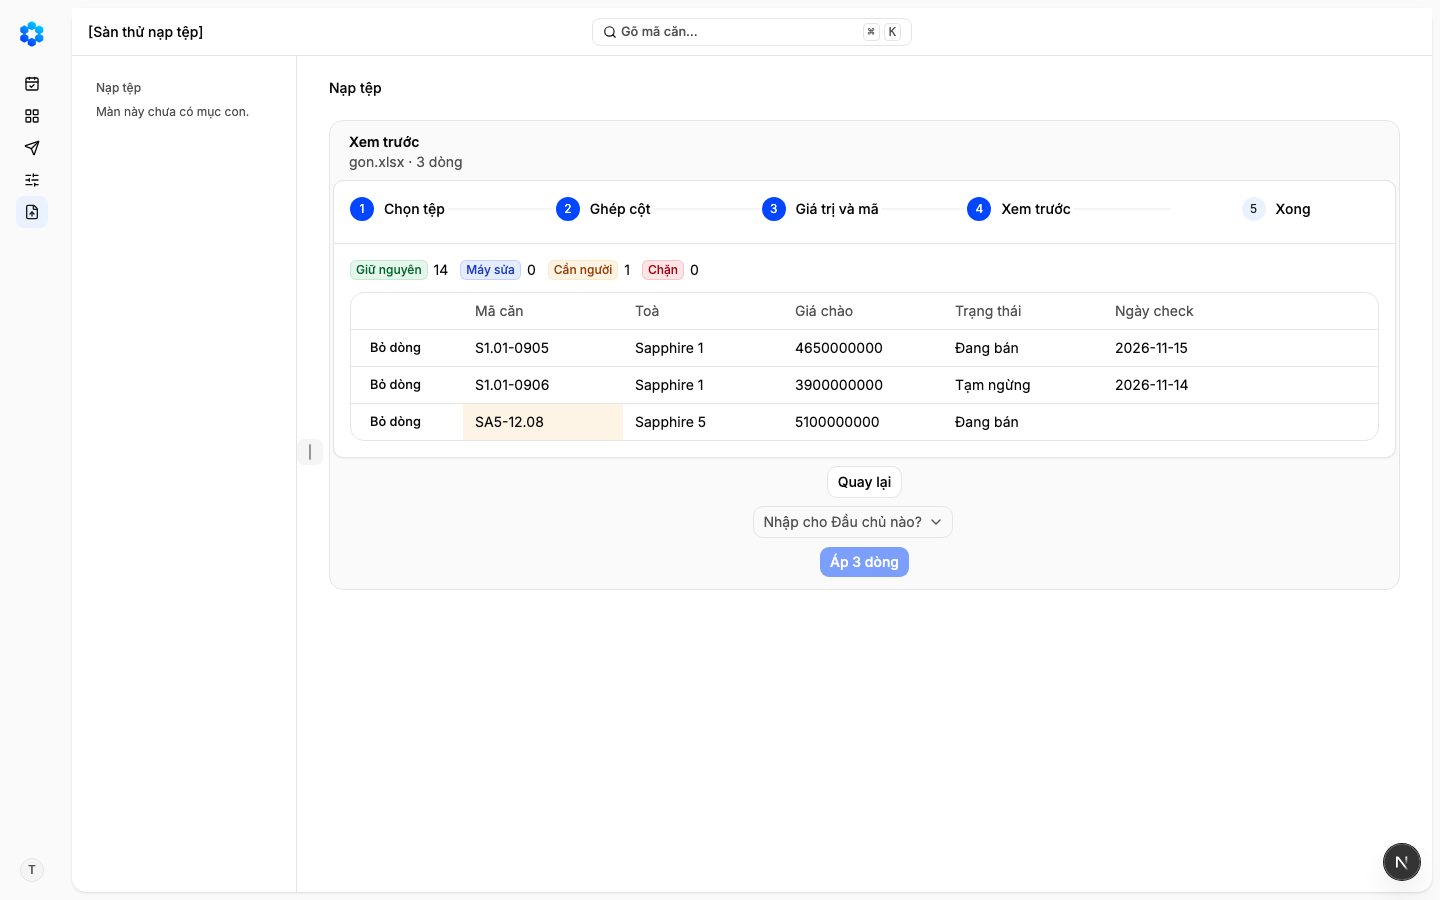 [Sàn thử nạp tệp]
Gõ mã căn...
⌘ K
Nạp tệp
Màn này chưa có mục con.
Nạp tệp
Xem trước
gon.xlsx · 3 dòng
1 Chọn tệp 2 Ghép cột 3 Giá trị và mã 4 Xem trước 5 Xong
Giữ nguyên 14 Máy sửa 0 Cần người 1 Chặn 0
Mã căn Toà Giá chào Trạng thái Ngày check
Bỏ dòng S1.01-0905 Sapphire 1 4650000000 Đang bán 2026-11-15
Bỏ dòng S1.01-0906 Sapphire 1 3900000000 Tạm ngừng 2026-11-14
Bỏ dòng SA5-12.08 Sapphire 5 5100000000 Đang bán
Quay lại
Nhập cho Đầu chủ nào?
Áp 3 dòng
T
N